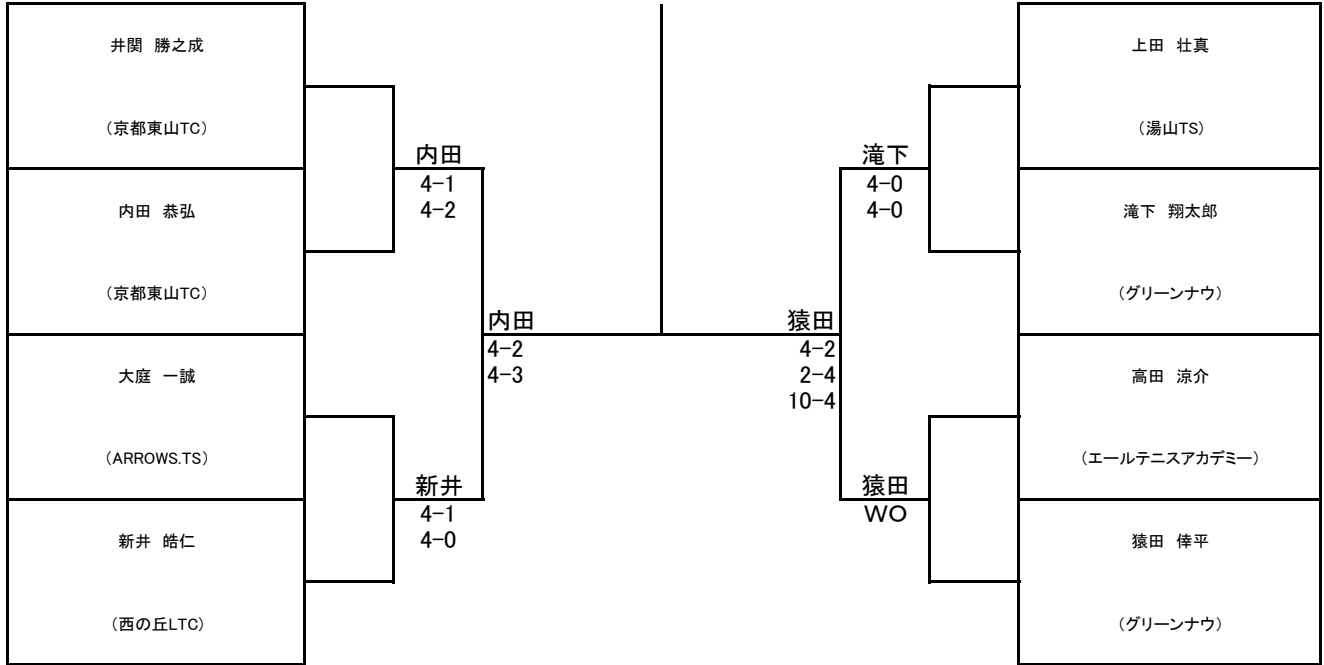 井関 勝之成
(京都東山TC)
内田 恭弘
(京都東山TC)
大庭 一誠
(ARROWS.TS)
新井 皓仁
(西の丘LTC)
内田
4-1
4-2
新井
4-1
4-0
内田
4-2
4-3
猿田
4-2
2-4
10-4
滝下
4-0
4-0
猿田
WO
上田 壮真
(湯山TS)
滝下 翔太郎
(グリーンナウ)
高田 涼介
(エールテニスアカデミー)
猿田 倖平
(グリーンナウ)